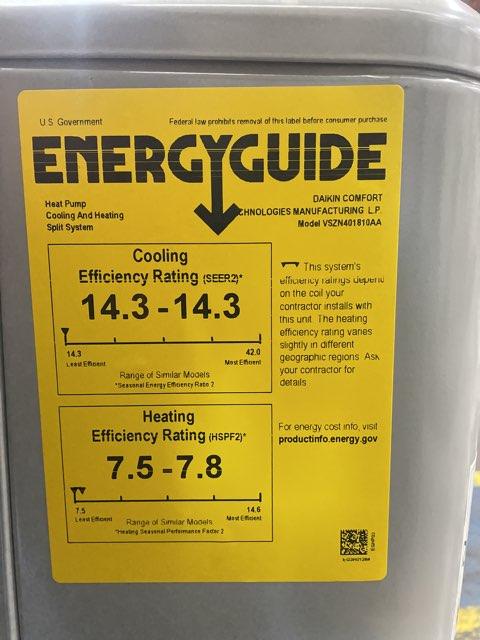 U.S. Government
Federal law prohibits removal of this label before consumer purchase
ENERGYGUIDE
Heat Pump
Cooling And Heating
Split System
DAIKIN COMFORT
CHNOLOGIES MANUFACTURING L.P.
Model VSZN401810AA
Cooling
Efficiency Rating (SEER2)*
14.3 - 14.3
14.3
42.0
Least Efficient
Most Efficient
Range of Similar Models
*Seasonal Energy Efficiency Ratio 2
This system's
efficiency ratings depend
on the coil your
contractor installs with
this unit. The heating
efficiency rating varies
slightly in different
geographic regions. Ask
your contractor for
details
Heating
Efficiency Rating (HSPF2)*
7.5 - 7.8
7.5
14.6
Least Efficient
Most Efficient
Range of Similar Models
*Heating Seasonal Performance Factor 2
For energy cost info, visit
productinfo.energy.gov